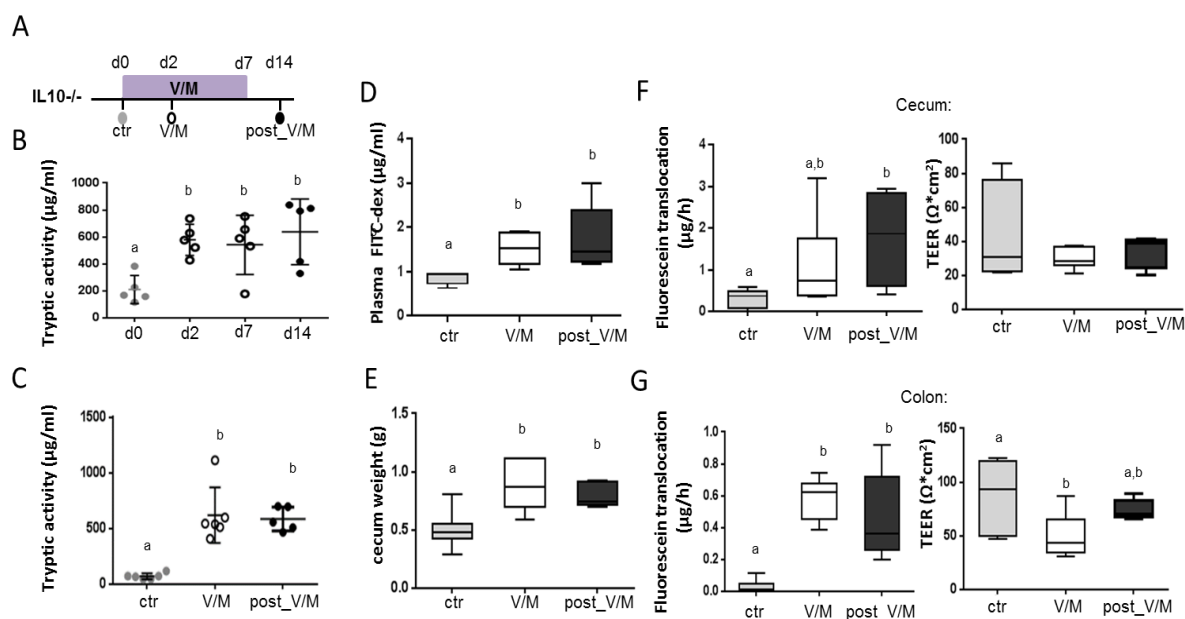 A
d0 d2 d7 d14
V/M
IL10-/-
ctr V/M post_V/M
B
Tryptic activity (µg/ml)
1000
800
600
400
200
0
a b b b
d0 d2 d7 d14
C
Tryptic activity (µg/ml)
1500
1000
500
0
a b b
ctr V/M post_V/M
D
Plasma FITC-dex (µg/ml)
4
3
2
1
0
a b b
ctr V/M post_V/M
E
cecum weight (g)
1.5
1.0
0.5
0.0
a b b
ctr V/M post_V/M
F
Cecum:
Fluorescein translocation
(µg/h)
4
3
2
1
0
a a,b b
ctr V/M post_V/M
TEER (Ω*cm²)
100
80
60
40
20
0
ctr V/M post_V/M
G
Colon:
Fluorescein translocation
(µg/h)
1.0
0.8
0.6
0.4
0.2
0.0
a b b
ctr V/M post V/M
TEER (Ω*cm²)
150
100
50
0
a b a,b
ctr V/M post_V/M